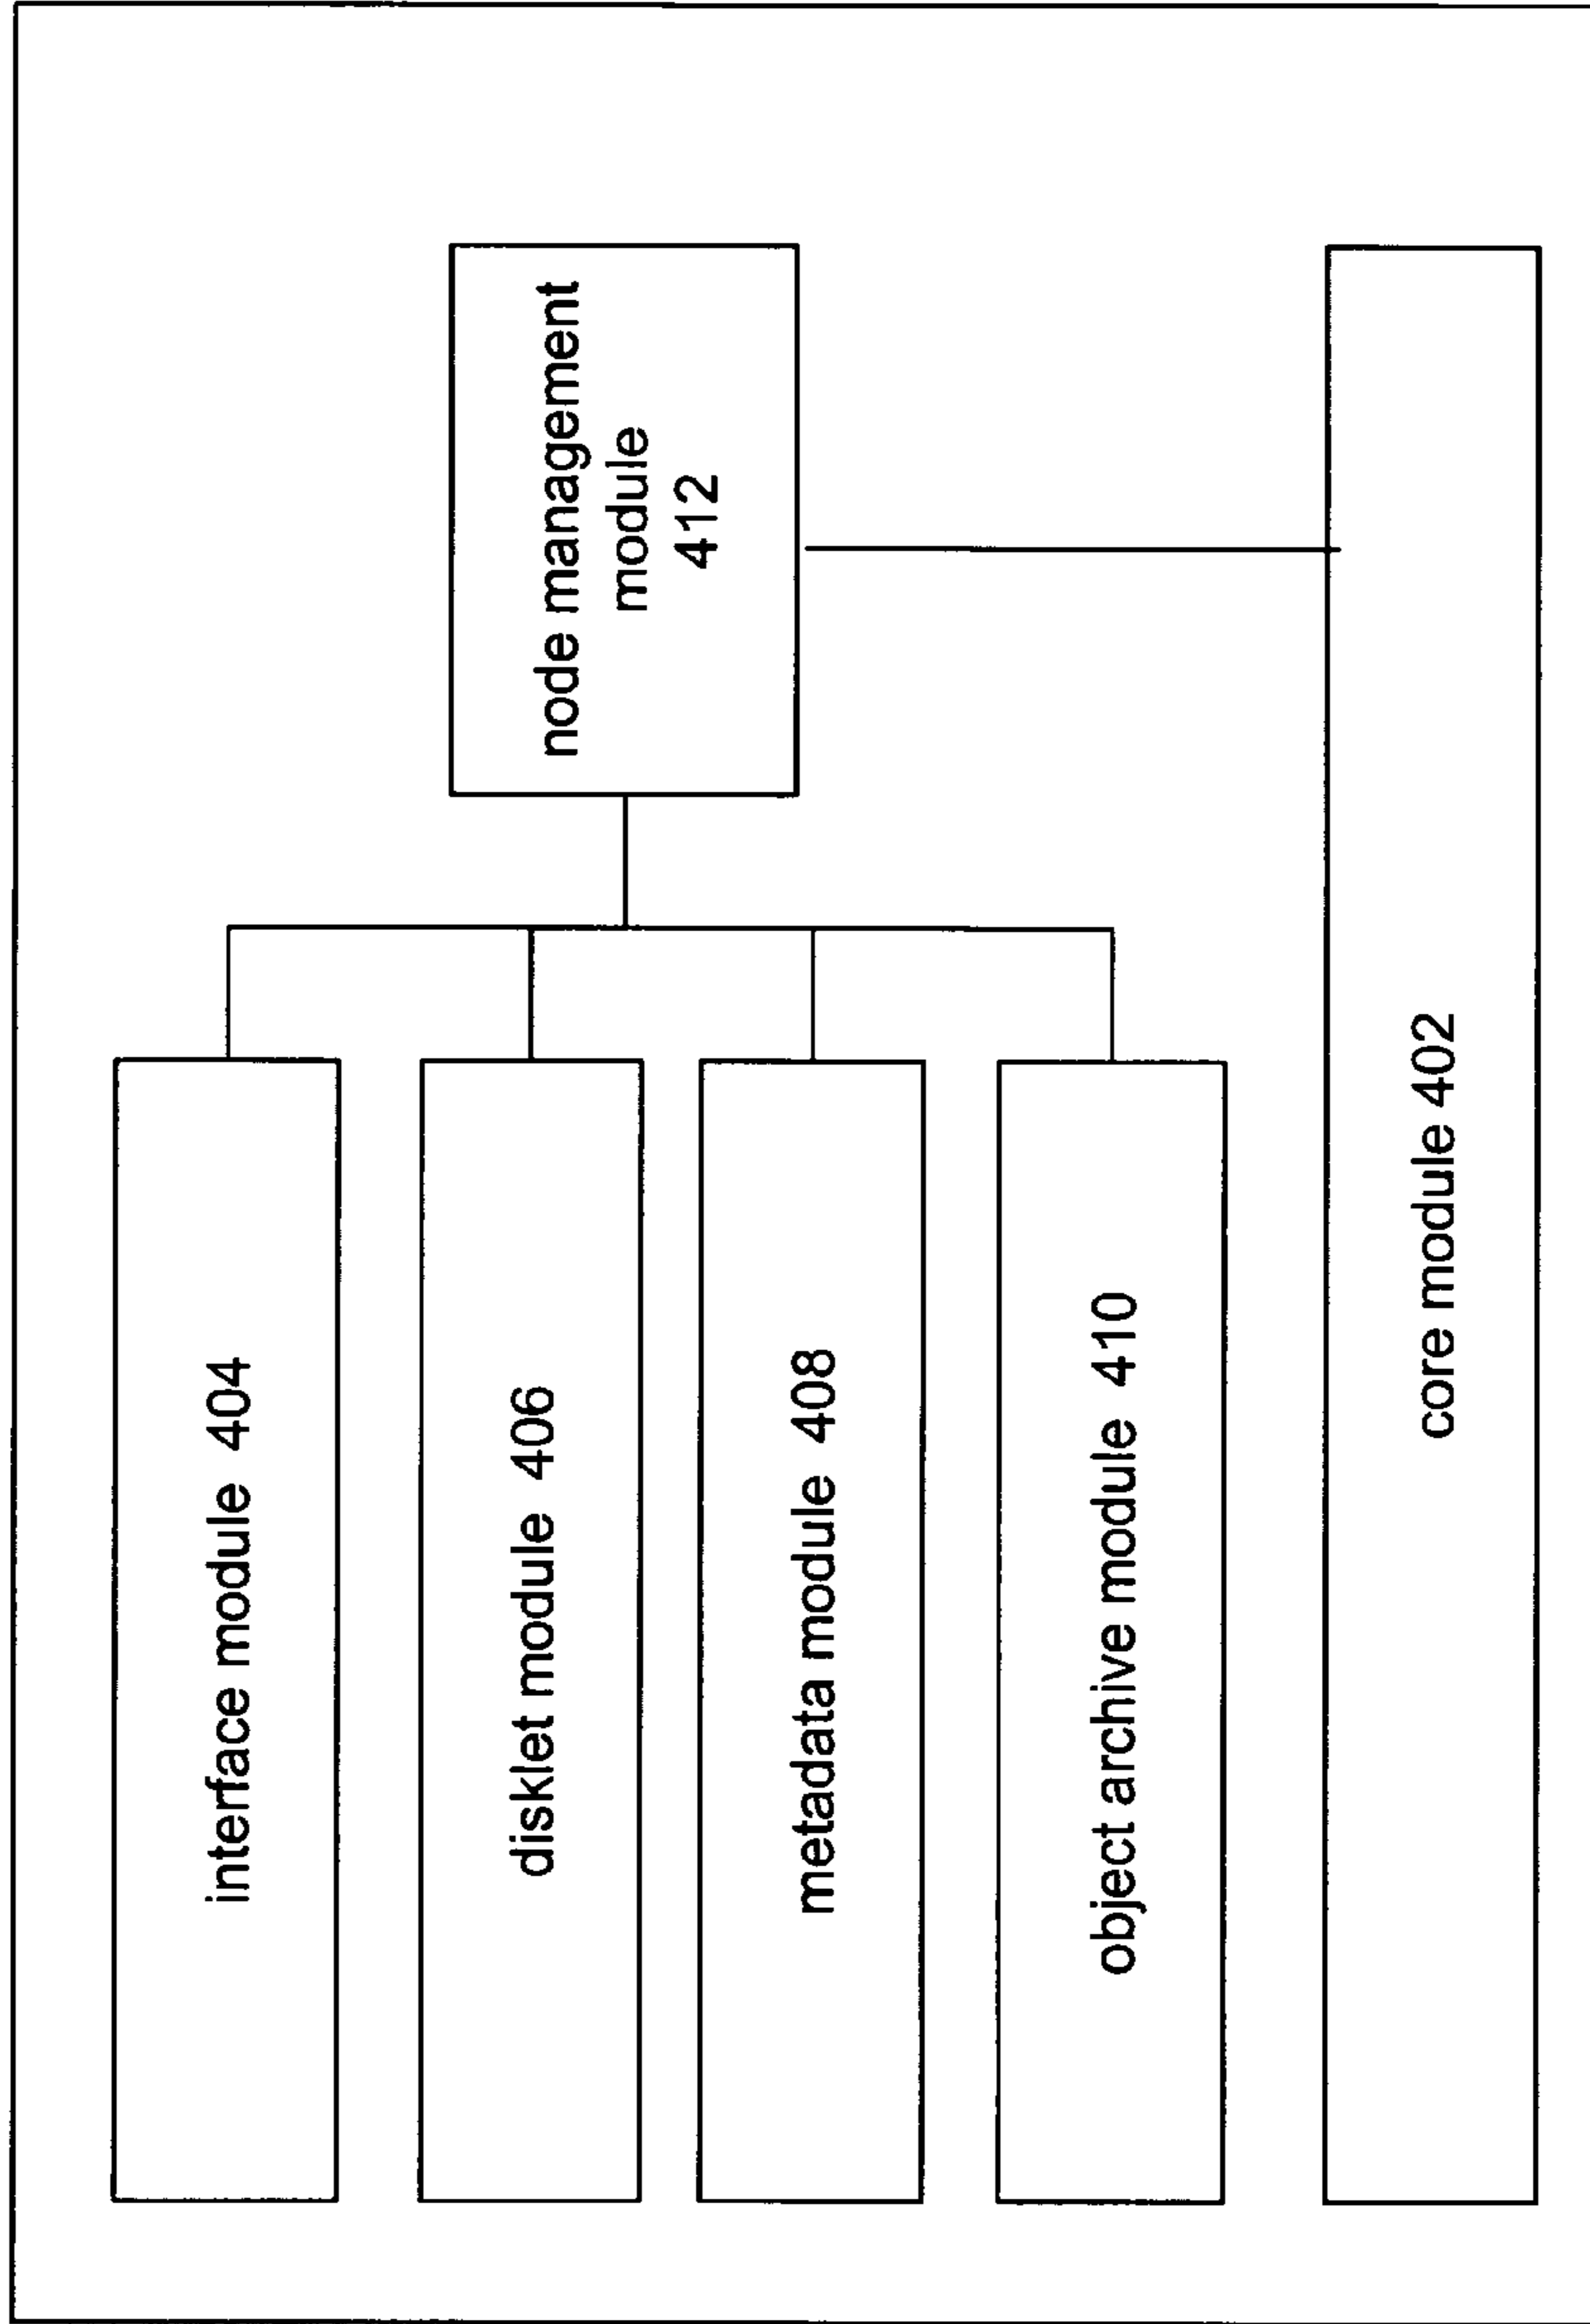 interface module 404
disklet module 406
metadata module 408
object archive module 410
node management
module
412
core module 402